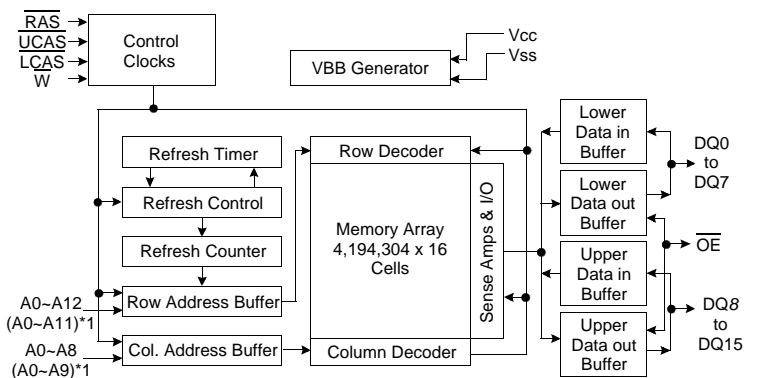 RAS
UCAS
LCAS
W
Control
Clocks
VBB Generator
Vcc
Vss
Refresh Timer
Refresh Control
Refresh Counter
Row Address Buffer
Col. Address Buffer
A0~A12
(A0~A11)*1
A0~A8
(A0~A9)*1
Row Decoder
Memory Array
4,194,304 x 16
Cells
Column Decoder
Sense Amps & I/O
Lower
Data in
Buffer
Lower
Data out
Buffer
Upper
Data in
Buffer
Upper
Data out
Buffer
DQ0
to
DQ7
OE
DQ8
to
DQ15